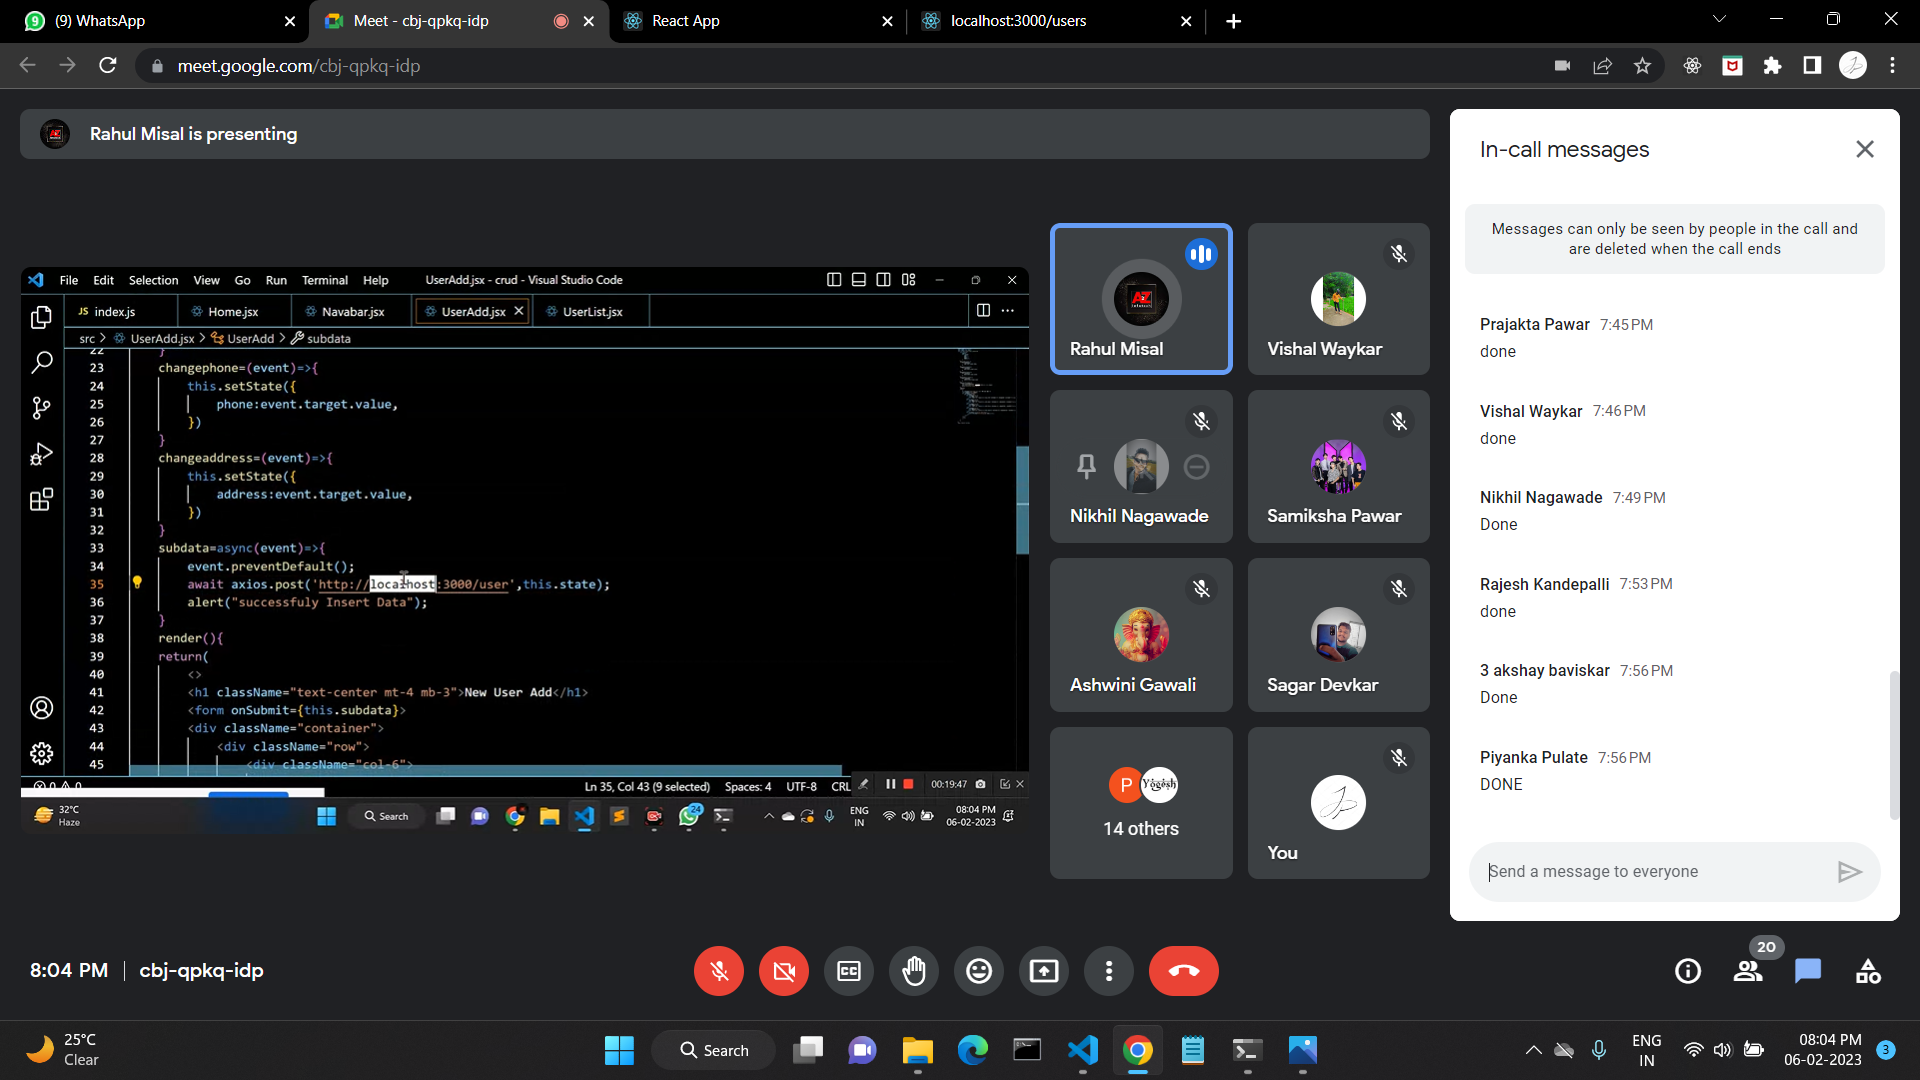 (9) WhatsApp
Meet - cbj-qpkq-idp
React App
localhost:3000/users
meet.google.com/cbj-qpkq-idp
Rahul Misal is presenting
File Edit Selection View Go Run Terminal Help
UserAdd.jsx - crud - Visual Studio Code
JS index.js
Home.jsx
Navabar.jsx
UserAdd.jsx
UserList.jsx
src > UserAdd.jsx > UserAdd > subdata
22 }
23 changephone=(event)=>{
24 this.setState({
25 phone:event.target.value,
26 })
27 }
28 changeaddress=(event)=>{
29 this.setState({
30 address:event.target.value,
31 })
32 }
33 subdata=async(event)=>{
34 event.preventDefault();
35 await axios.post('http://localhost:3000/user',this.state);
36 alert("successfuly Insert Data");
37 }
38 render(){
39 return(
40 <>
41 <h1 className="text-center mt-4 mb-3">New User Add</h1>
42 <form onSubmit={this.subdata}>
43 <div className="container">
44 <div className="row">
45 <div className="col-6">
0 0
Ln 35, Col 43 (9 selected) Spaces: 4 UTF-8 CRL
00:19:47
32°C
Haze
Search
24
ENG
IN
08:04 PM
06-02-2023
Rahul Misal
Vishal Waykar
Nikhil Nagawade
Samiksha Pawar
Ashwini Gawali
Sagar Devkar
P
Yogesh
14 others
You
In-call messages
Messages can only be seen by people in the call and
are deleted when the call ends
Prajakta Pawar 7:45 PM
done
Vishal Waykar 7:46 PM
done
Nikhil Nagawade 7:49 PM
Done
Rajesh Kandepalli 7:53 PM
done
3 akshay baviskar 7:56 PM
Done
Piyanka Pulate 7:56 PM
DONE
Send a message to everyone
8:04 PM | cbj-qpkq-idp
CC
20
25°C
Clear
Search
ENG
IN
08:04 PM
06-02-2023
3